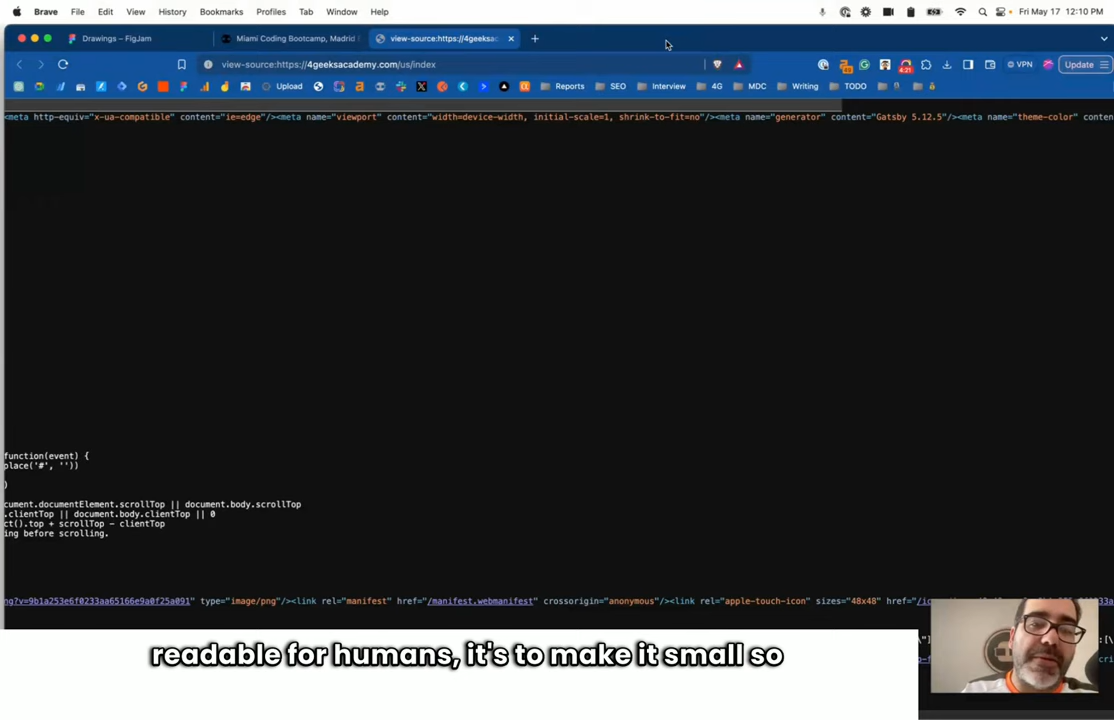 Brave File Edit View History Bookmarks Profiles Tab Window Help Fri May 17 12:10 PM
Drawings – FigJam Miami Coding Bootcamp, Madrid view-source:https://4geeksaca
view-source:https://4geeksacademy.com/us/index VPN Update
Upload Reports SEO Interview 4G MDC Writing TODO
<meta http-equiv="x-ua-compatible" content="ie=edge"/><meta name="viewport" content="width=device-width, initial-scale=1, shrink-to-fit=no"/><meta name="generator" content="Gatsby 5.12.5"/><meta name="theme-color" conten
function(event) {
place('#', ''))
)
cument.documentElement.scrollTop || document.body.scrollTop
.clientTop || document.body.clientTop || 0
ct().top + scrollTop - clientTop
ing before scrolling.
ng?v=9b1a253e6f0233aa65166e9a0f25a091" type="image/png"/><link rel="manifest" href="/manifest.webmanifest" crossorigin="anonymous"/><link rel="apple-touch-icon" sizes="48x48" href="
readable for humans, it's to make it small so